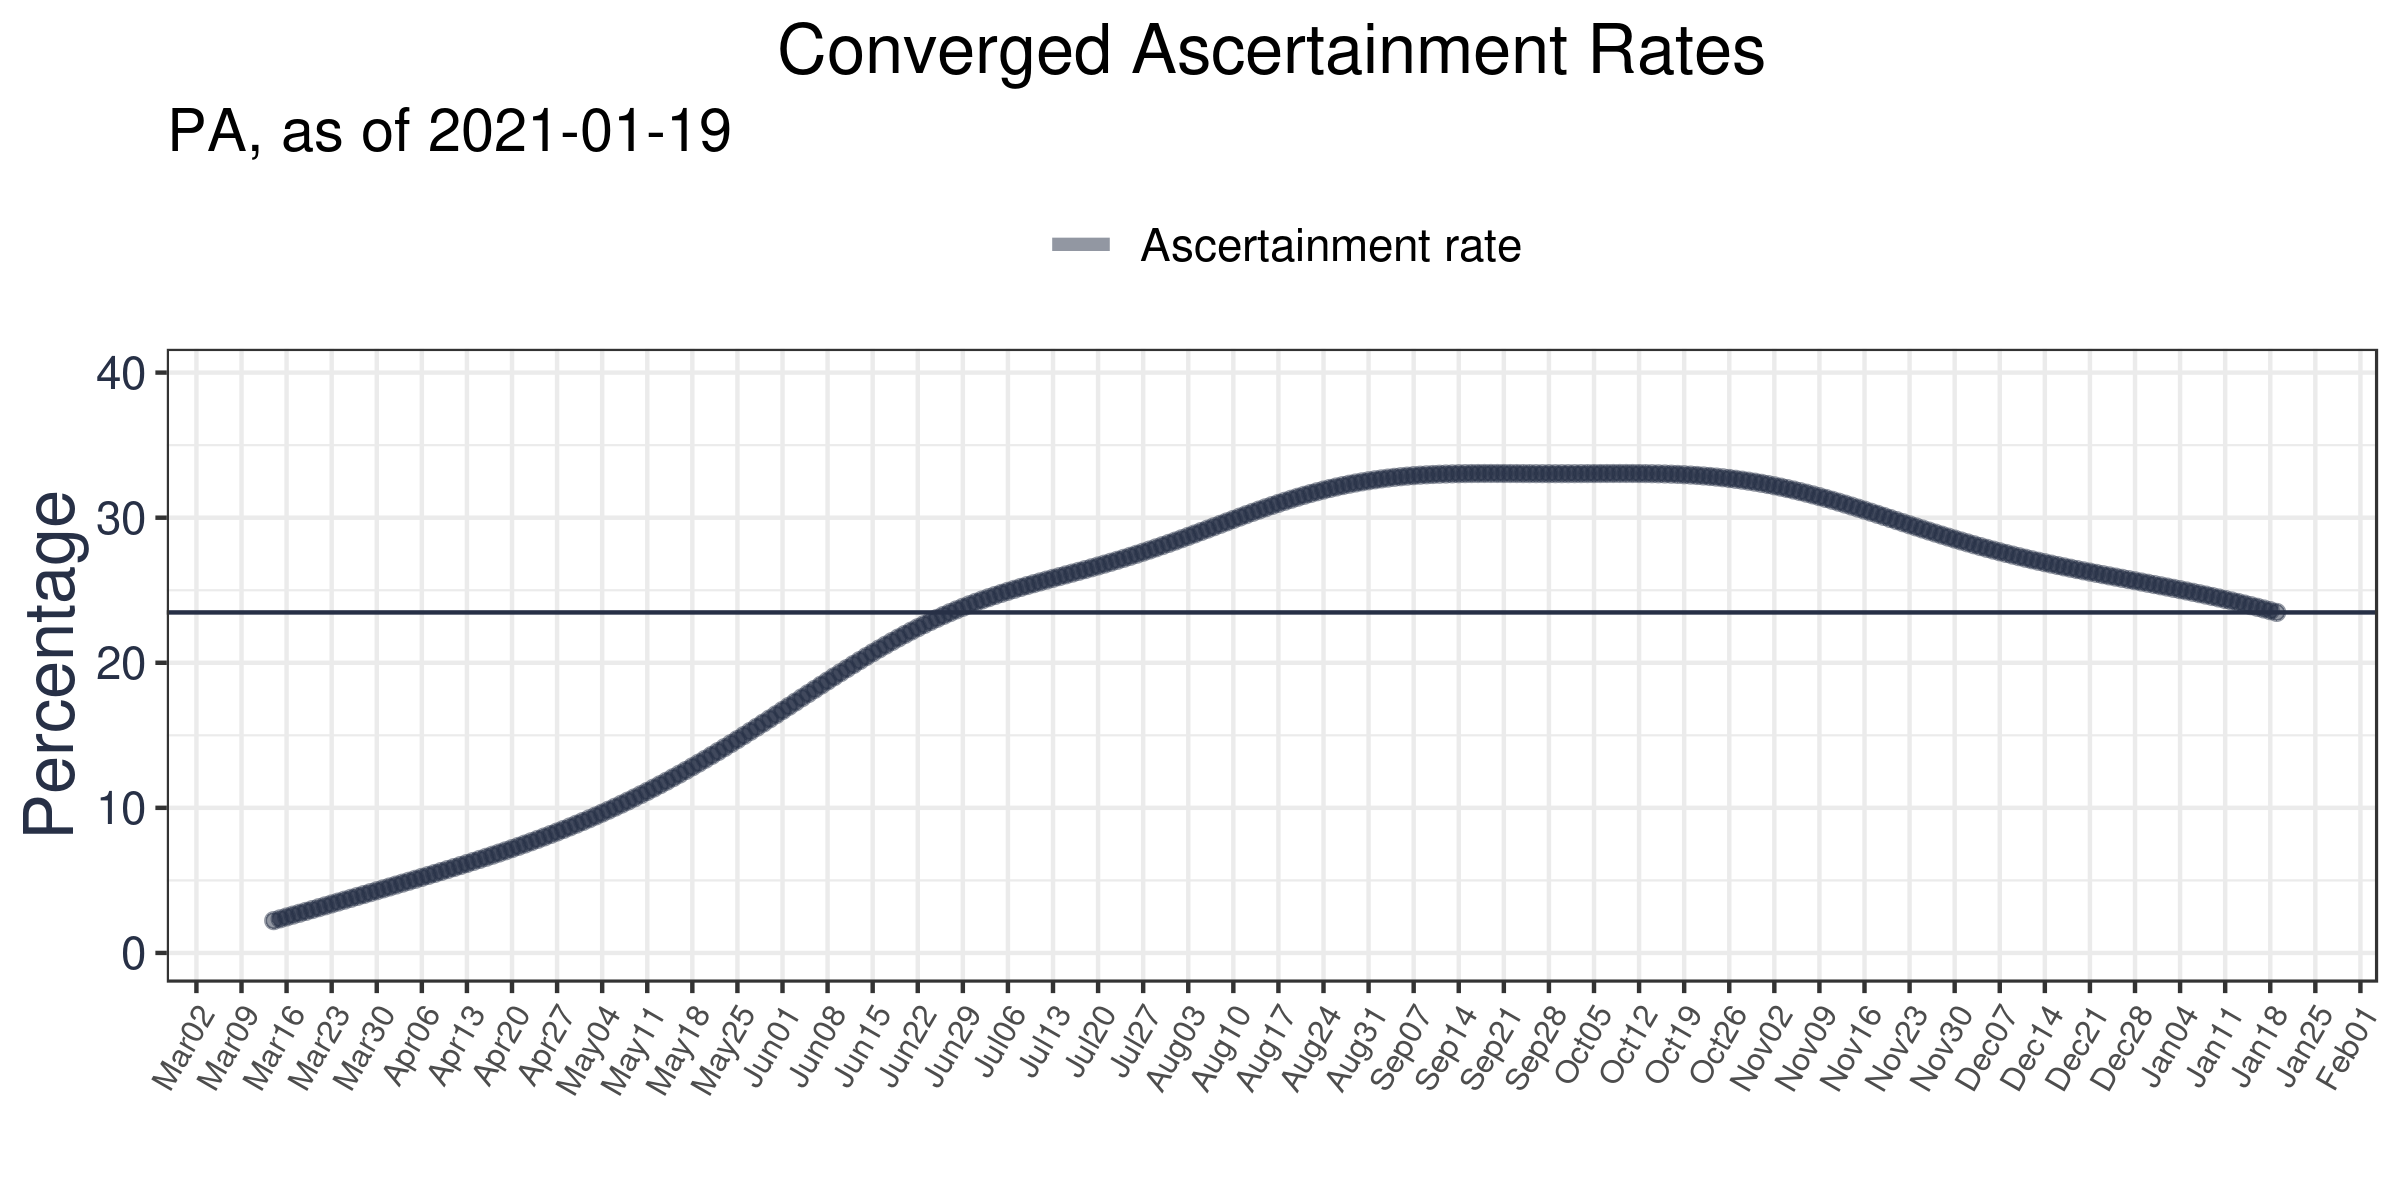 Converged Ascertainment Rates
PA, as of 2021-01-19
Ascertainment rate
Percentage
40
30
20
10
0
Mar02
Mar09
Mar16
Mar23
Mar30
Apr06
Apr13
Apr20
Apr27
May04
May11
May18
May25
Jun01
Jun08
Jun15
Jun22
Jun29
Jul06
Jul13
Jul20
Jul27
Aug03
Aug10
Aug17
Aug24
Aug31
Sep07
Sep14
Sep21
Sep28
Oct05
Oct12
Oct19
Oct26
Nov02
Nov09
Nov16
Nov23
Nov30
Dec07
Dec14
Dec21
Dec28
Jan04
Jan11
Jan18
Jan25
Feb01